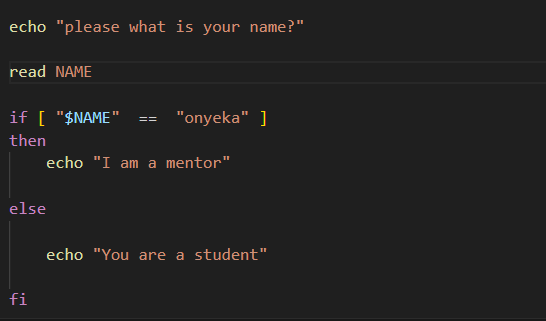 echo "please what is your name?"
read NAME
if [ "$NAME"  ==  "onyeka" ]
then
    echo "I am a mentor"
else
    echo "You are a student"
fi